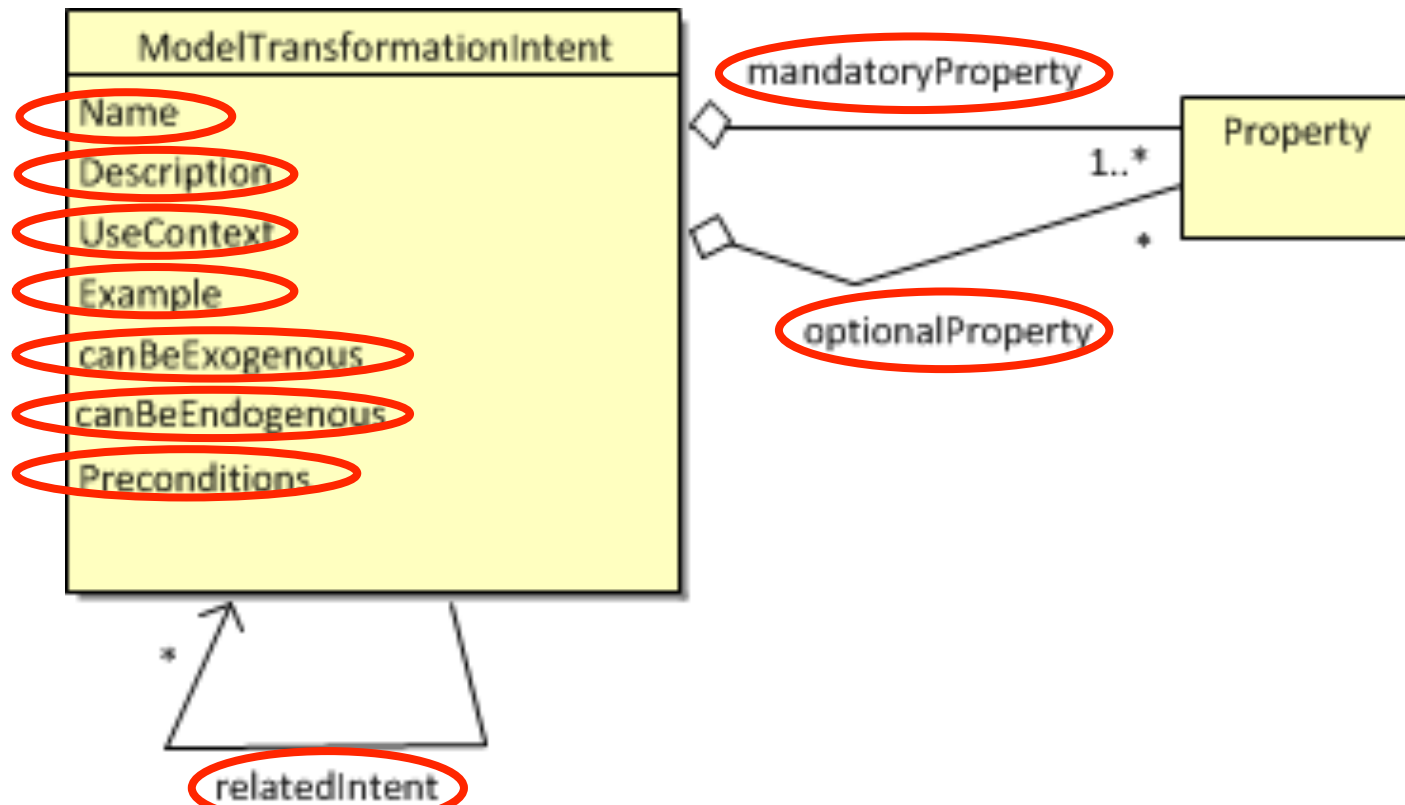 ModelTransformationIntent
Name
Description
UseContext
Example
canBeExogenous
canBeEndogenous
Preconditions
mandatoryProperty
1..*
Property
*
optionalProperty
*
relatedIntent